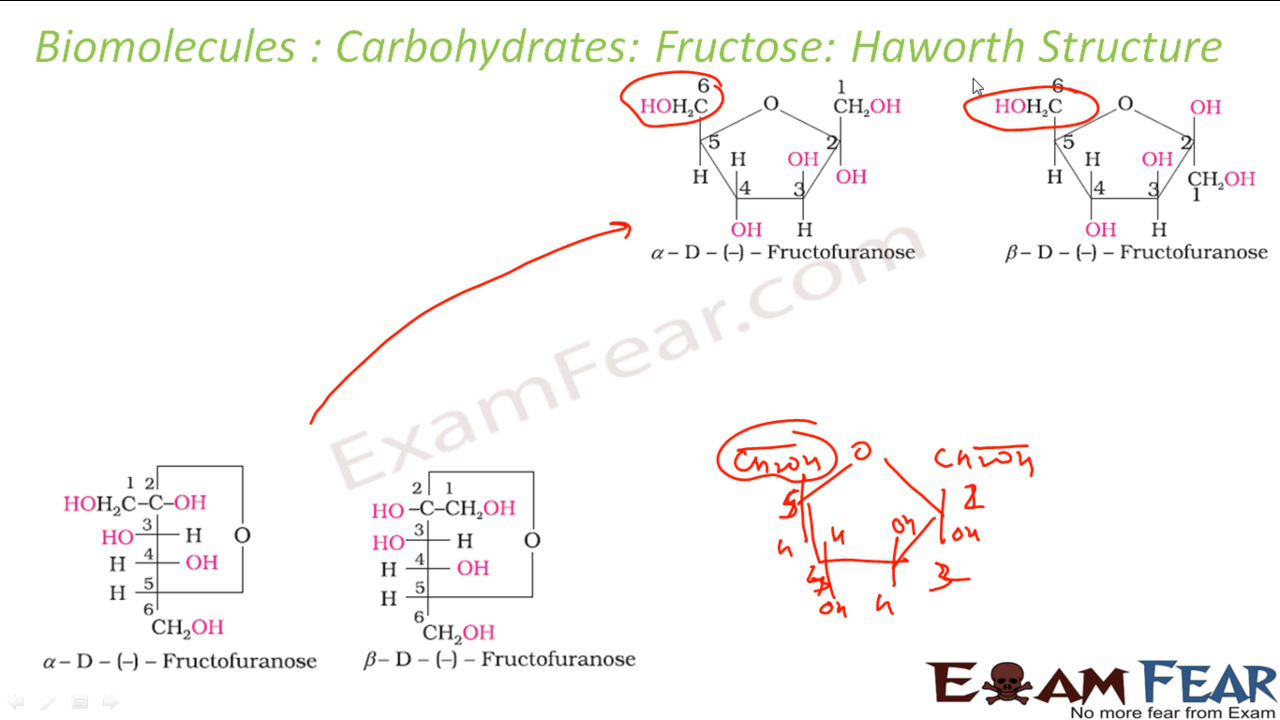 Biomolecules : Carbohydrates: Fructose: Haworth Structure
6 1 6
HOH₂C O CH₂OH HOH₂C O OH
5 2 5 2
H OH H OH
H 4 3 OH H 4 3 CH₂OH
1
OH H OH H
α – D – (–) – Fructofuranose β – D – (–) – Fructofuranose
ExamFear.com
CH2OH O CH2OH
5 2
H H OH OH
4 3
OH H
1 2 2 1
HOH₂C–C–OH HO–C–CH₂OH
HO 3 H O HO 3 H O
H 4 OH H 4 OH
H 5 H 5
6 6
CH₂OH CH₂OH
α – D – (–) – Fructofuranose β – D – (–) – Fructofuranose
EXAM FEAR
No more fear from Exam